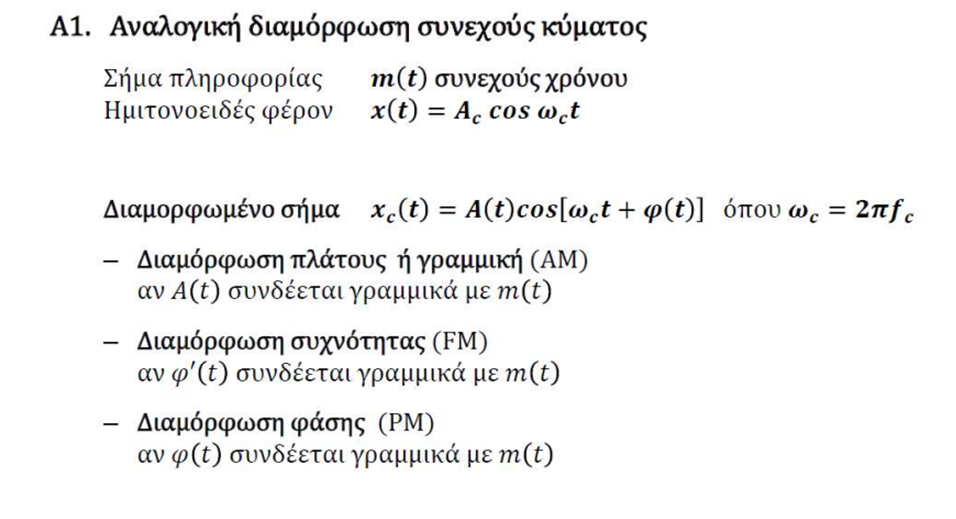 A1. Αναλογική διαμόρφωση συνεχούς κύματος
Σήμα πληροφορίας m(t) συνεχούς χρόνου
Ημιτονοειδές φέρον x(t) = A_c cos ω_c t
Διαμορφωμένο σήμα x_c(t) = A(t)cos[ω_c t + φ(t)] όπου ω_c = 2πf_c
– Διαμόρφωση πλάτους ή γραμμική (AM)
αν A(t) συνδέεται γραμμικά με m(t)
– Διαμόρφωση συχνότητας (FM)
αν φ′(t) συνδέεται γραμμικά με m(t)
– Διαμόρφωση φάσης (PM)
αν φ(t) συνδέεται γραμμικά με m(t)